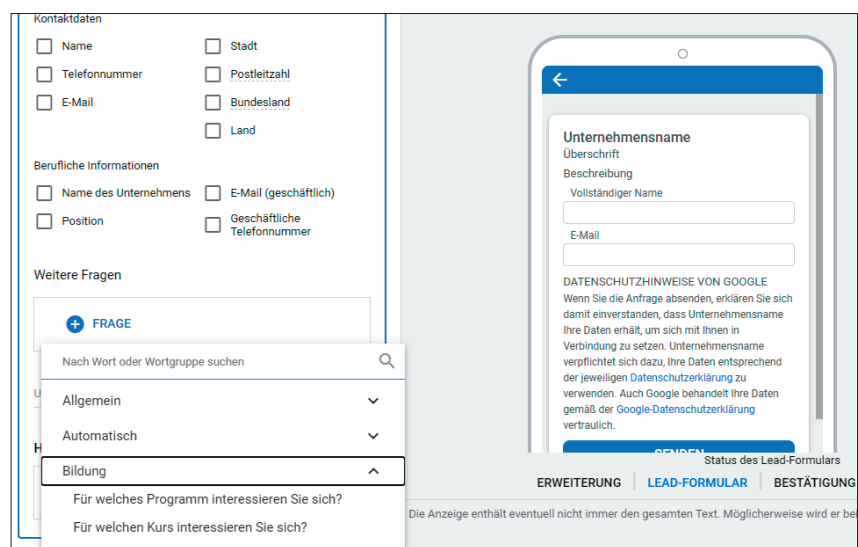 Kontaktdaten
Name
Stadt
Telefonnummer
Postleitzahl
E-Mail
Bundesland
Land
Berufliche Informationen
Name des Unternehmens
E-Mail (geschäftlich)
Position
Geschäftliche
Telefonnummer
Weitere Fragen
FRAGE
Nach Wort oder Wortgruppe suchen
U
Allgemein
Automatisch
H
Bildung
Für welches Programm interessieren Sie sich?
Für welchen Kurs interessieren Sie sich?
Unternehmensname
Überschrift
Beschreibung
Vollständiger Name
E-Mail
DATENSCHUTZHINWEISE VON GOOGLE
Wenn Sie die Anfrage absenden, erklären Sie sich
damit einverstanden, dass Unternehmensname
Ihre Daten erhält, um sich mit Ihnen in
Verbindung zu setzen. Unternehmensname
verpflichtet sich dazu, Ihre Daten entsprechend
der jeweiligen Datenschutzerklärung zu
verwenden. Auch Google behandelt Ihre Daten
gemäß der Google-Datenschutzerklärung
vertraulich.
SENDEN
Status des Lead-Formulars
ERWEITERUNG LEAD-FORMULAR BESTÄTIGUNG
Die Anzeige enthält eventuell nicht immer den gesamten Text. Möglicherweise wird er bei